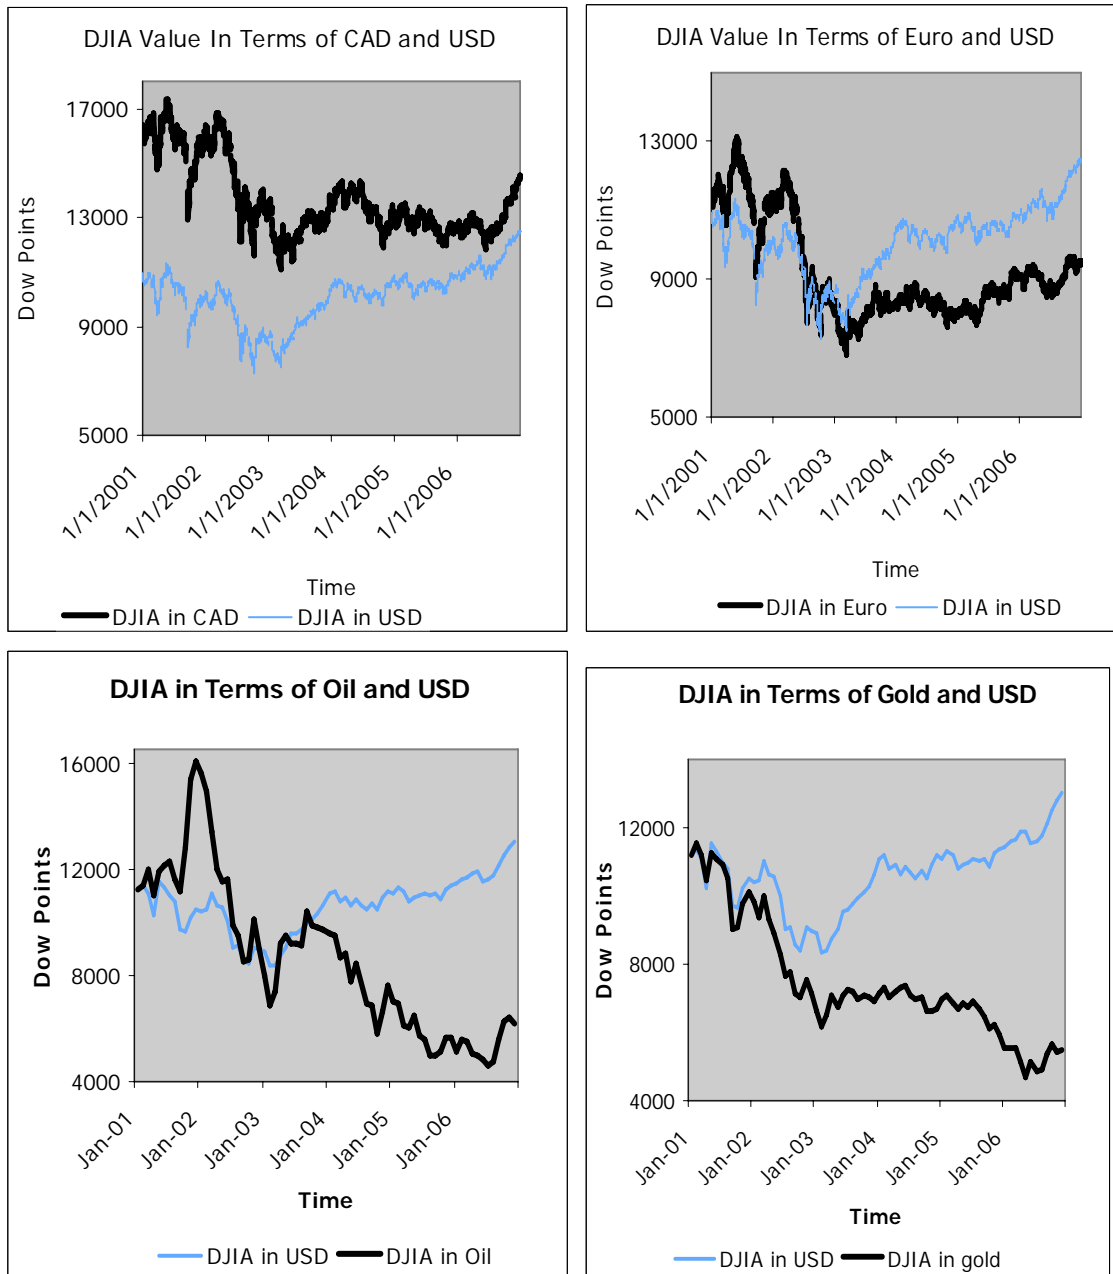 DJIA Value In Terms of CAD and USD
17000
13000
9000
5000
Dow Points
1/1/2001
1/1/2002
1/1/2003
1/1/2004
1/1/2005
1/1/2006
Time
DJIA in CAD DJIA in USD
DJIA Value In Terms of Euro and USD
13000
9000
5000
Dow Points
1/1/2001
1/1/2002
1/1/2003
1/1/2004
1/1/2005
1/1/2006
Time
DJIA in Euro DJIA in USD
DJIA in Terms of Oil and USD
16000
12000
8000
4000
Dow Points
Jan-01
Jan-02
Jan-03
Jan-04
Jan-05
Jan-06
Time
DJIA in USD DJIA in Oil
DJIA in Terms of Gold and USD
12000
8000
4000
Dow Points
Jan-01
Jan-02
Jan-03
Jan-04
Jan-05
Jan-06
Time
DJIA in USD DJIA in gold